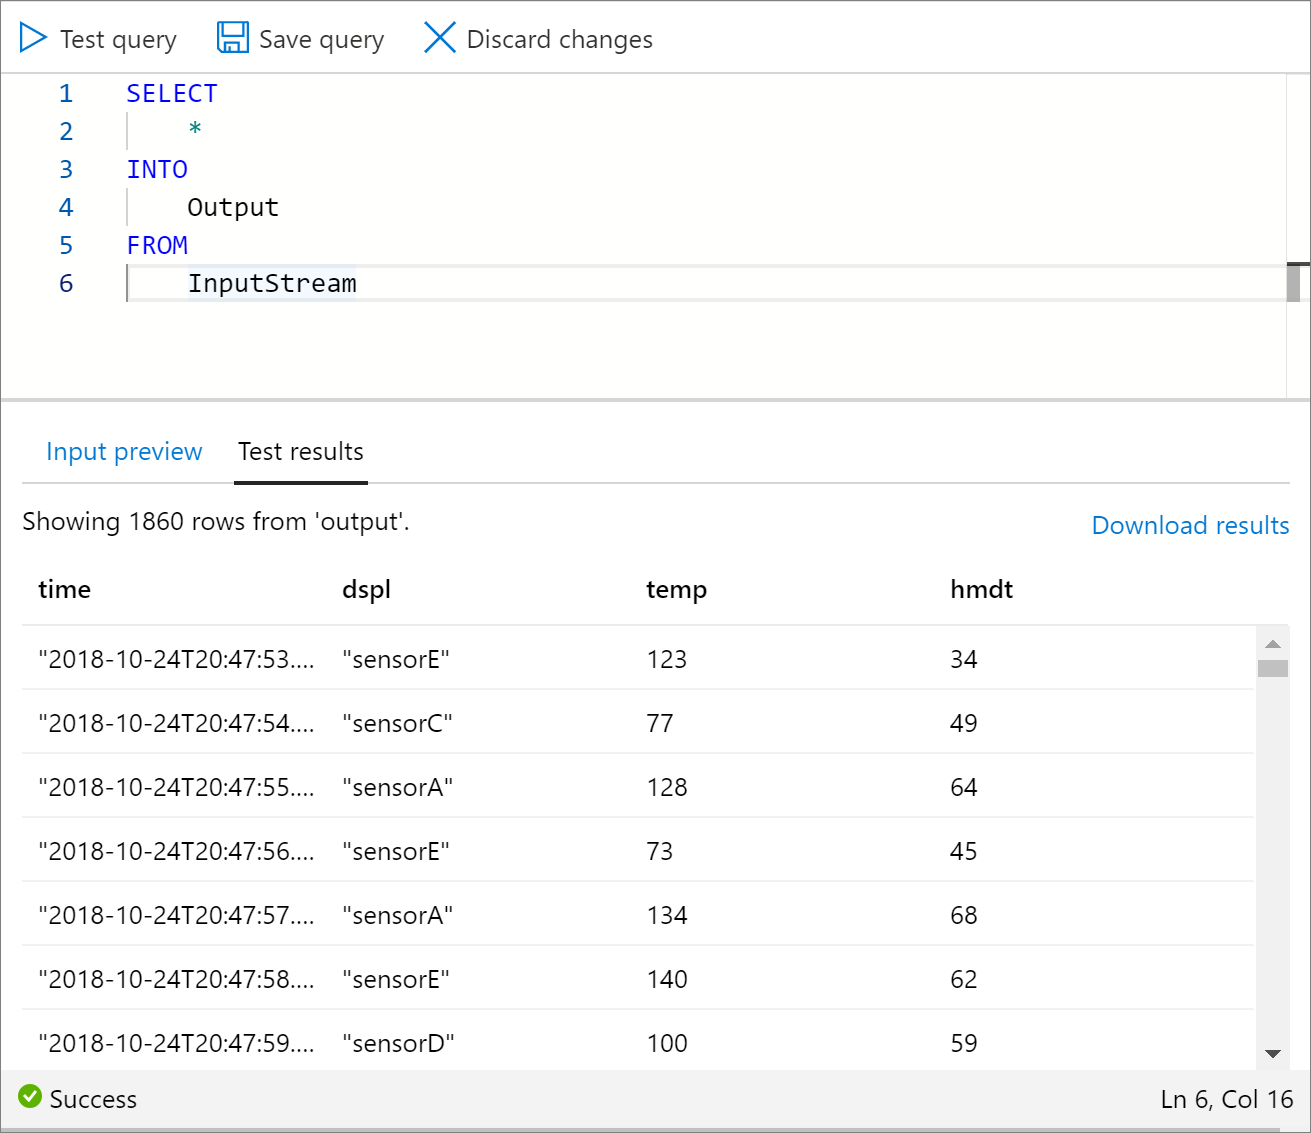 Test query Save query Discard changes
1 SELECT
2 *
3 INTO
4 Output
5 FROM
6 InputStream
Input preview Test results
Showing 1860 rows from 'output'.
Download results
time dspl temp hmdt
"2018-10-24T20:47:53.... "sensorE" 123 34
"2018-10-24T20:47:54.... "sensorC" 77 49
"2018-10-24T20:47:55.... "sensorA" 128 64
"2018-10-24T20:47:56.... "sensorE" 73 45
"2018-10-24T20:47:57.... "sensorA" 134 68
"2018-10-24T20:47:58.... "sensorE" 140 62
"2018-10-24T20:47:59.... "sensorD" 100 59
Success Ln 6, Col 16